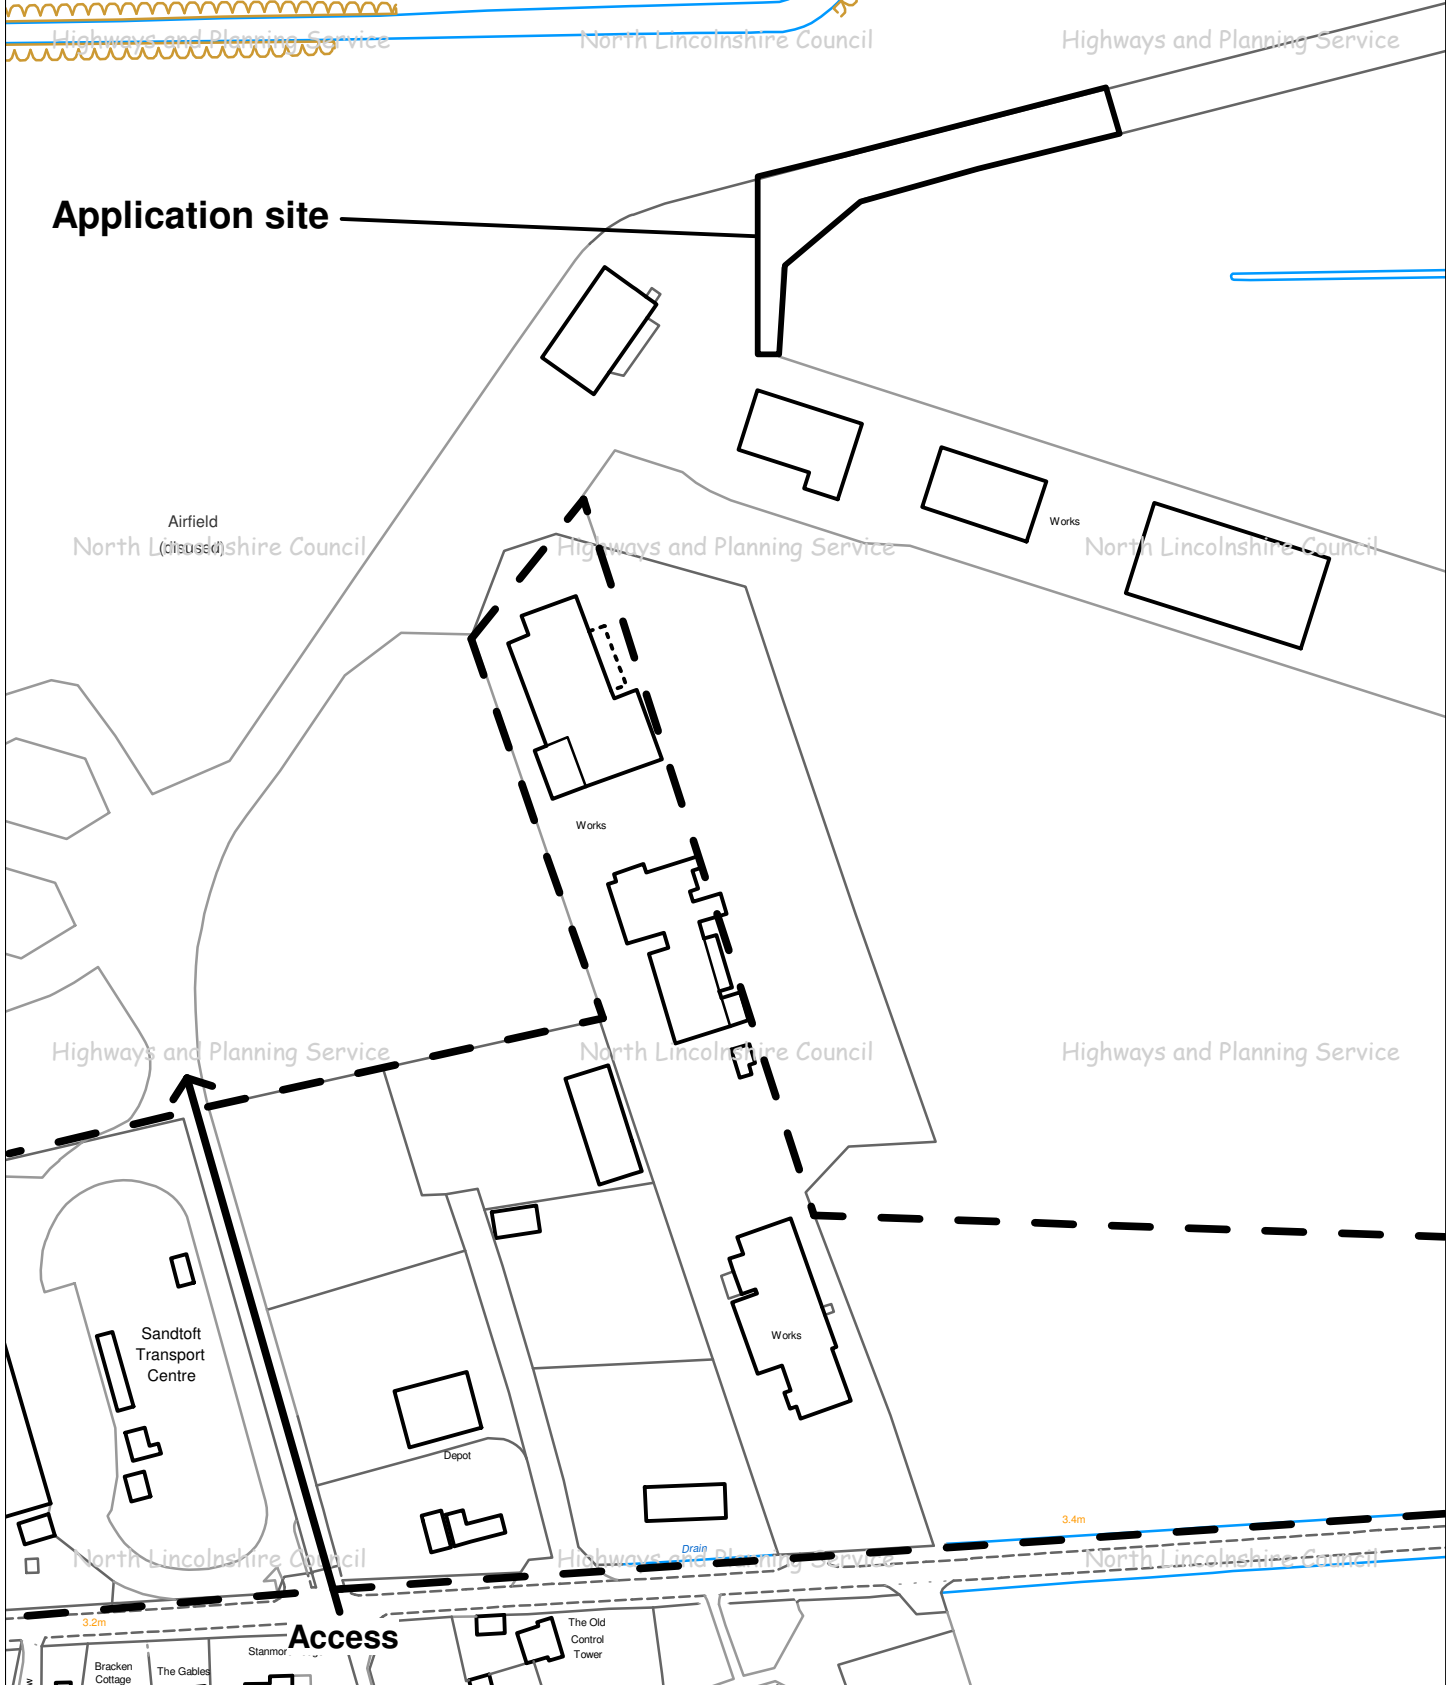 Highways and Planning Service
North Lincolnshire Council
Highways and Planning Service
Application site
Airfield
(disused)
Works
North Lincolnshire Council
Highways and Planning Service
North Lincolnshire Council
Works
Highways and Planning Service
North Lincolnshire Council
Highways and Planning Service
Sandtoft
Transport
Centre
Works
Depot
3.4m
Drain
North Lincolnshire Council
Highways and Planning Service
North Lincolnshire Council
3.2m
Access
The Old
Control
Tower
Bracken
Cottage
The Gables